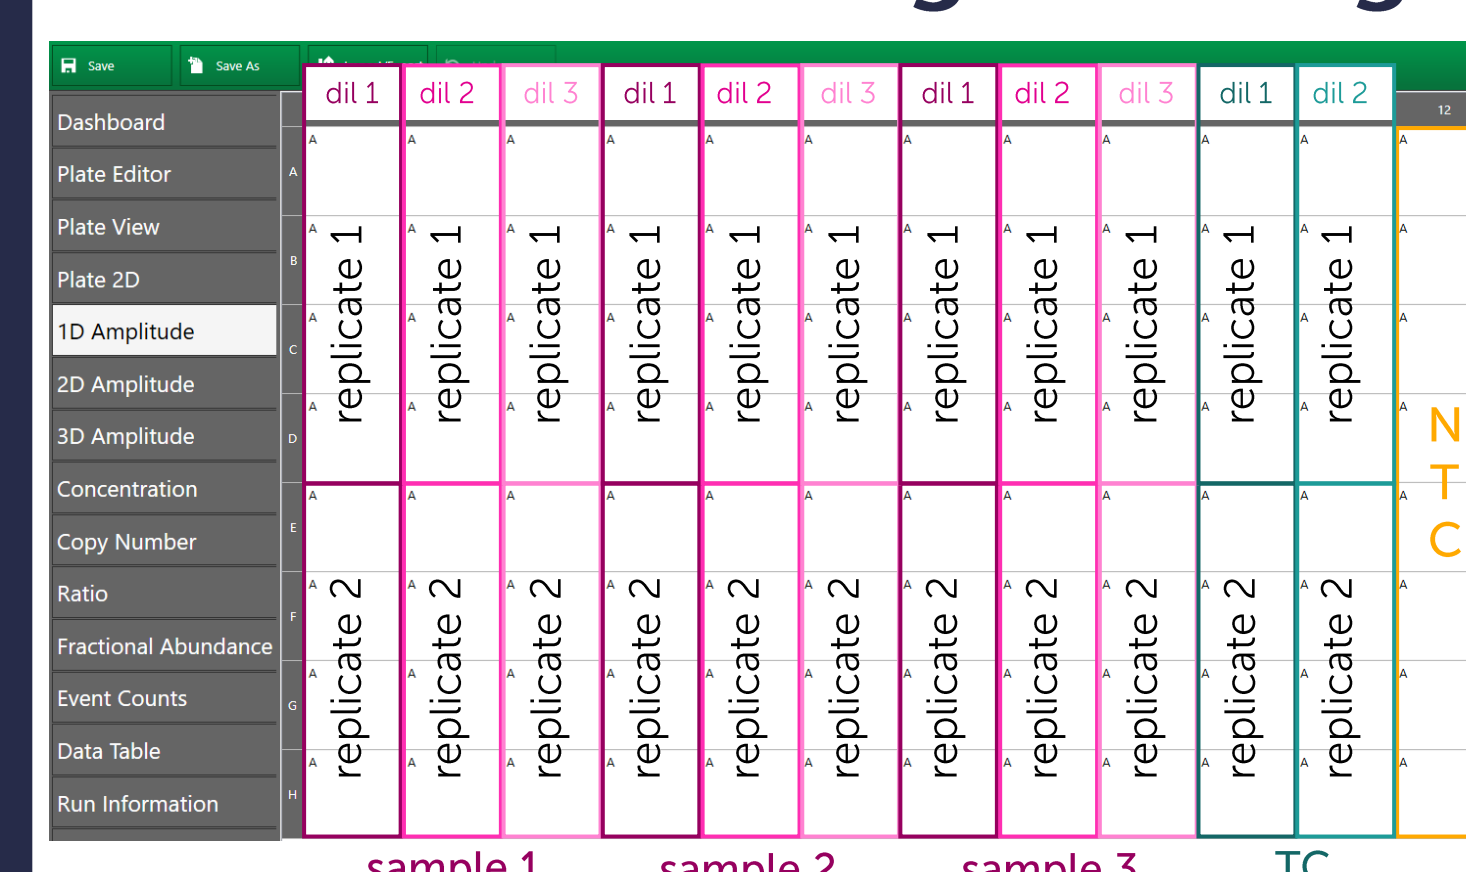 Save
Save As
dil 1 dil 2 dil 3 dil 1 dil 2 dil 3 dil 1 dil 2 dil 3 dil 1 dil 2
12
Dashboard
Plate Editor
Plate View
Plate 2D
1D Amplitude
2D Amplitude
3D Amplitude
Concentration
Copy Number
Ratio
Fractional Abundance
Event Counts
Data Table
Run Information
A A A A A A A A A A A A A
B A A A A A A A A A A A A
C A A A A A A A A A A A A
D A A A A A A A A A A A A
E A A A A A A A A A A A A
F A A A A A A A A A A A A
G A A A A A A A A A A A A
H A A A A A A A A A A A A
replicate 1 replicate 1 replicate 1 replicate 1 replicate 1 replicate 1 replicate 1 replicate 1 replicate 1 replicate 1 replicate 1
replicate 2 replicate 2 replicate 2 replicate 2 replicate 2 replicate 2 replicate 2 replicate 2 replicate 2 replicate 2 replicate 2
N
T
C
sample 1 sample 2 sample 3 TC